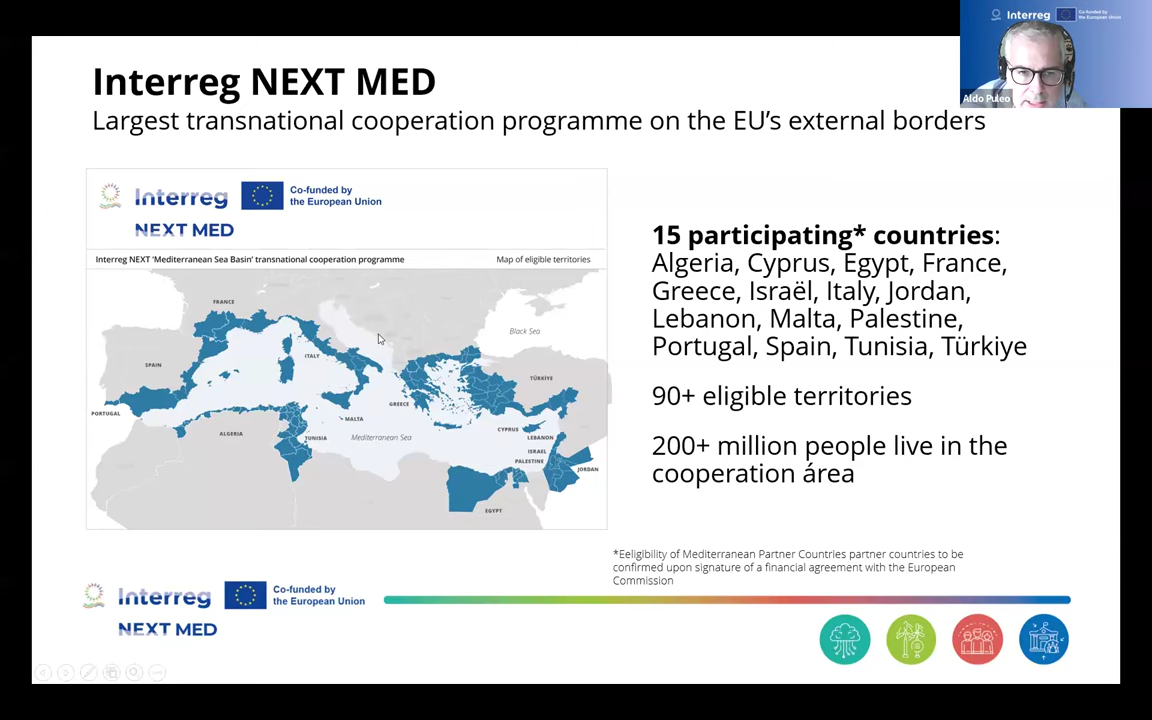 Interreg
Co-funded by
the European Union
Aldo Puleo
Interreg NEXT MED
Largest transnational cooperation programme on the EU's external borders
Interreg
Co-funded by
the European Union
NEXT MED
Interreg NEXT 'Mediterranean Sea Basin' transnational cooperation programme
Map of eligible territories
FRANCE
Black Sea
ITALY
SPAIN
TÜRKİYE
GREECE
PORTUGAL
MALTA
CYPRUS
ALGERIA
TUNISIA
Mediterranean Sea
LEBANON
ISRAEL
PALESTINE
JORDAN
EGYPT
15 participating* countries:
Algeria, Cyprus, Egypt, France,
Greece, Israël, Italy, Jordan,
Lebanon, Malta, Palestine,
Portugal, Spain, Tunisia, Türkiye
90+ eligible territories
200+ million people live in the
cooperation área
*Eeligibility of Mediterranean Partner Countries partner countries to be
confirmed upon signature of a financial agreement with the European
Commission
Interreg
Co-funded by
the European Union
NEXT MED